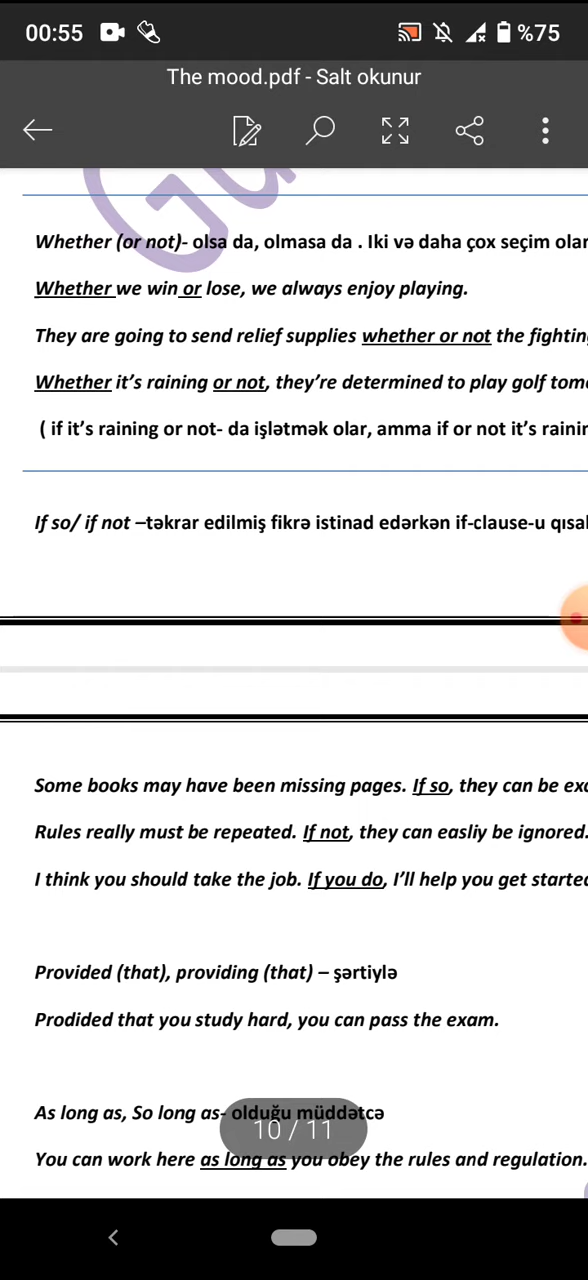 00:55 %75
The mood.pdf - Salt okunur
Whether (or not)- olsa da, olmasa da . Iki və daha çox seçim olar
Whether we win or lose, we always enjoy playing.
They are going to send relief supplies whether or not the fighting
Whether it's raining or not, they're determined to play golf tom
( if it's raining or not- da işlətmək olar, amma if or not it's rainin
If so/ if not –təkrar edilmiş fikrə istinad edərkən if-clause-u qısal
Some books may have been missing pages. If so, they can be exc
Rules really must be repeated. If not, they can easliy be ignored.
I think you should take the job. If you do, I'll help you get started
Provided (that), providing (that) – şərtiylə
Prodided that you study hard, you can pass the exam.
As long as, So long as- olduğu müddətcə
10 / 11
You can work here as long as you obey the rules and regulation.